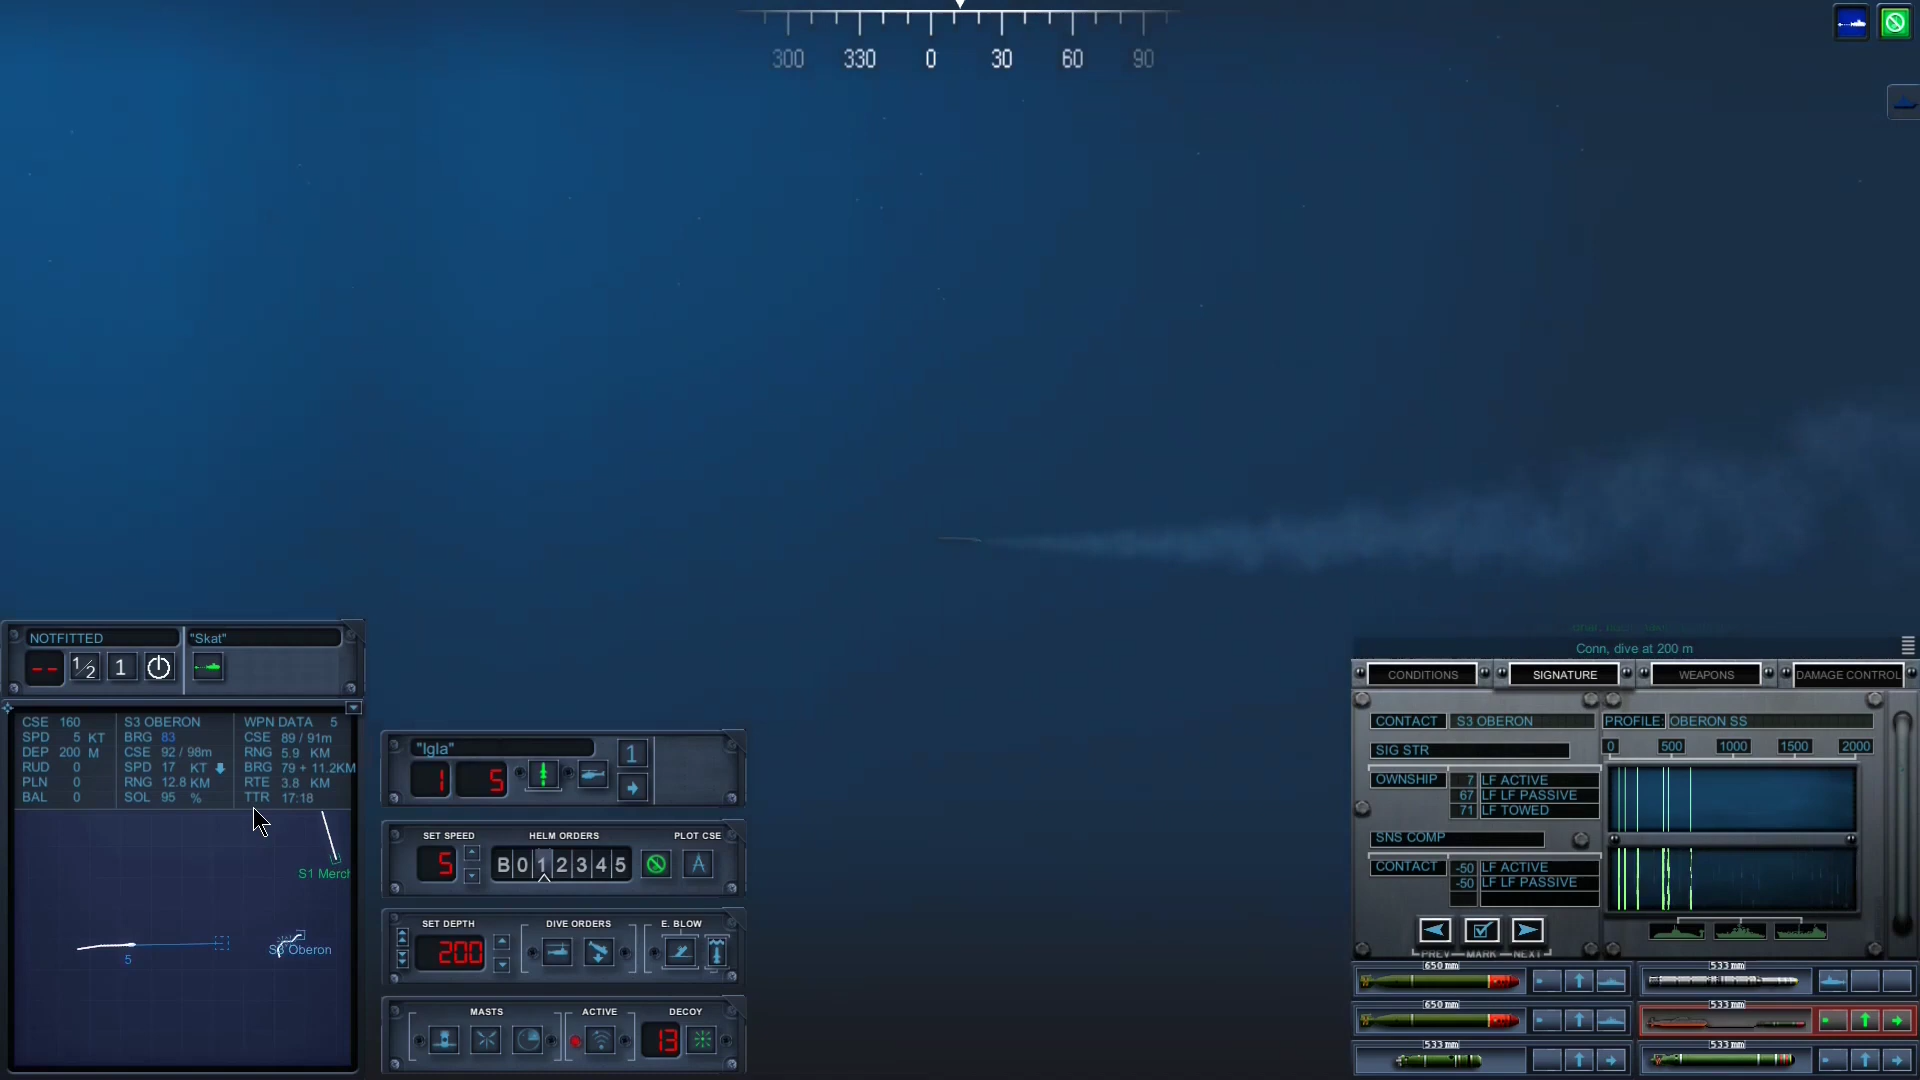 300 330 0 30 60 90
NOTFITTED "Skat"
-- 1/2 1
CSE 160 S3 OBERON WPN DATA 5
SPD 5 KT BRG 83 CSE 89 / 91m
DEP 200 M CSE 92 / 98m RNG 5.9 KM
RUD 0 SPD 17 KT BRG 79 + 11.2KM
PLN 0 RNG 12.8 KM RTE 3.8 KM
BAL 0 SOL 95 % TTR 17:18
S1 Merch
S3 Oberon
5
"Igla" 1
1 5
SET SPEED HELM ORDERS PLOT CSE
5 B 0 1 2 3 4 5
SET DEPTH DIVE ORDERS E. BLOW
200
MASTS ACTIVE DECOY
13
Conn, dive at 200 m
CONDITIONS SIGNATURE WEAPONS DAMAGE CONTROL
CONTACT S3 OBERON PROFILE: OBERON SS
0 500 1000 1500 2000
SIG STR
OWNSHIP 7 LF ACTIVE
67 LF LF PASSIVE
71 LF TOWED
SNS COMP
CONTACT -50 LF ACTIVE
-50 LF LF PASSIVE
PREV MARK NEXT
650 mm 533 mm
650 mm 533 mm
533 mm 533 mm